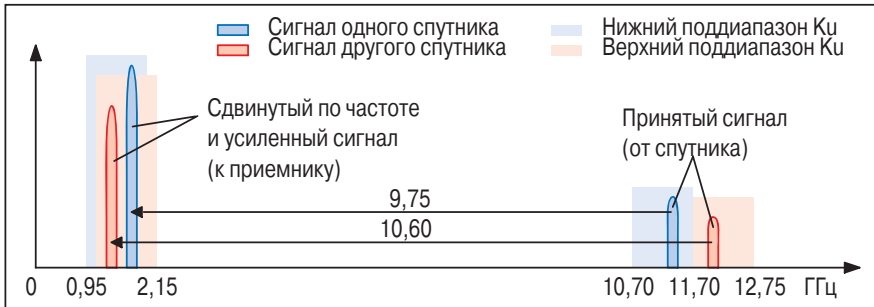 Сигнал одного спутника
Нижний поддиапазон Ku
Сигнал другого спутника
Верхний поддиапазон Ku
Сдвинутый по частоте
и усиленный сигнал
(к приемнику)
Принятый сигнал
(от спутника)
9,75
10,60
0 0,95 2,15 10,70 11,70 12,75 ГГц